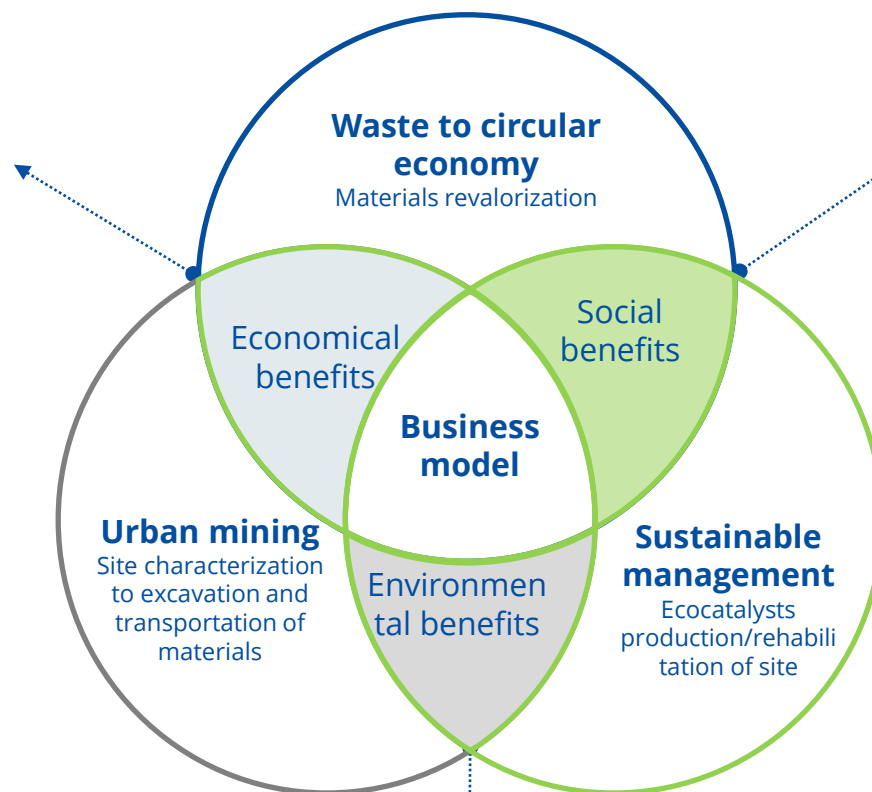 Waste to circular
economy
Materials revalorization
Economical
benefits
Social
benefits
Business
model
Urban mining
Site characterization
to excavation and
transportation of
materials
Environmen
tal benefits
Sustainable
management
Ecocatalysts
production/rehabili
tation of site